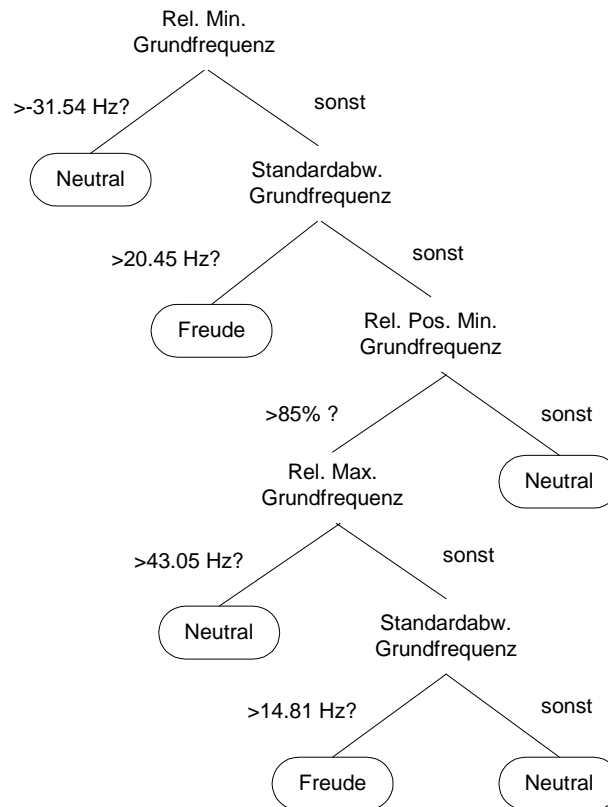 Rel. Min.
Grundfrequenz
>-31.54 Hz?
sonst
Neutral
Standardabw.
Grundfrequenz
>20.45 Hz?
sonst
Freude
Rel. Pos. Min.
Grundfrequenz
>85% ?
sonst
Rel. Max.
Grundfrequenz
Neutral
>43.05 Hz?
sonst
Neutral
Standardabw.
Grundfrequenz
>14.81 Hz?
sonst
Freude
Neutral